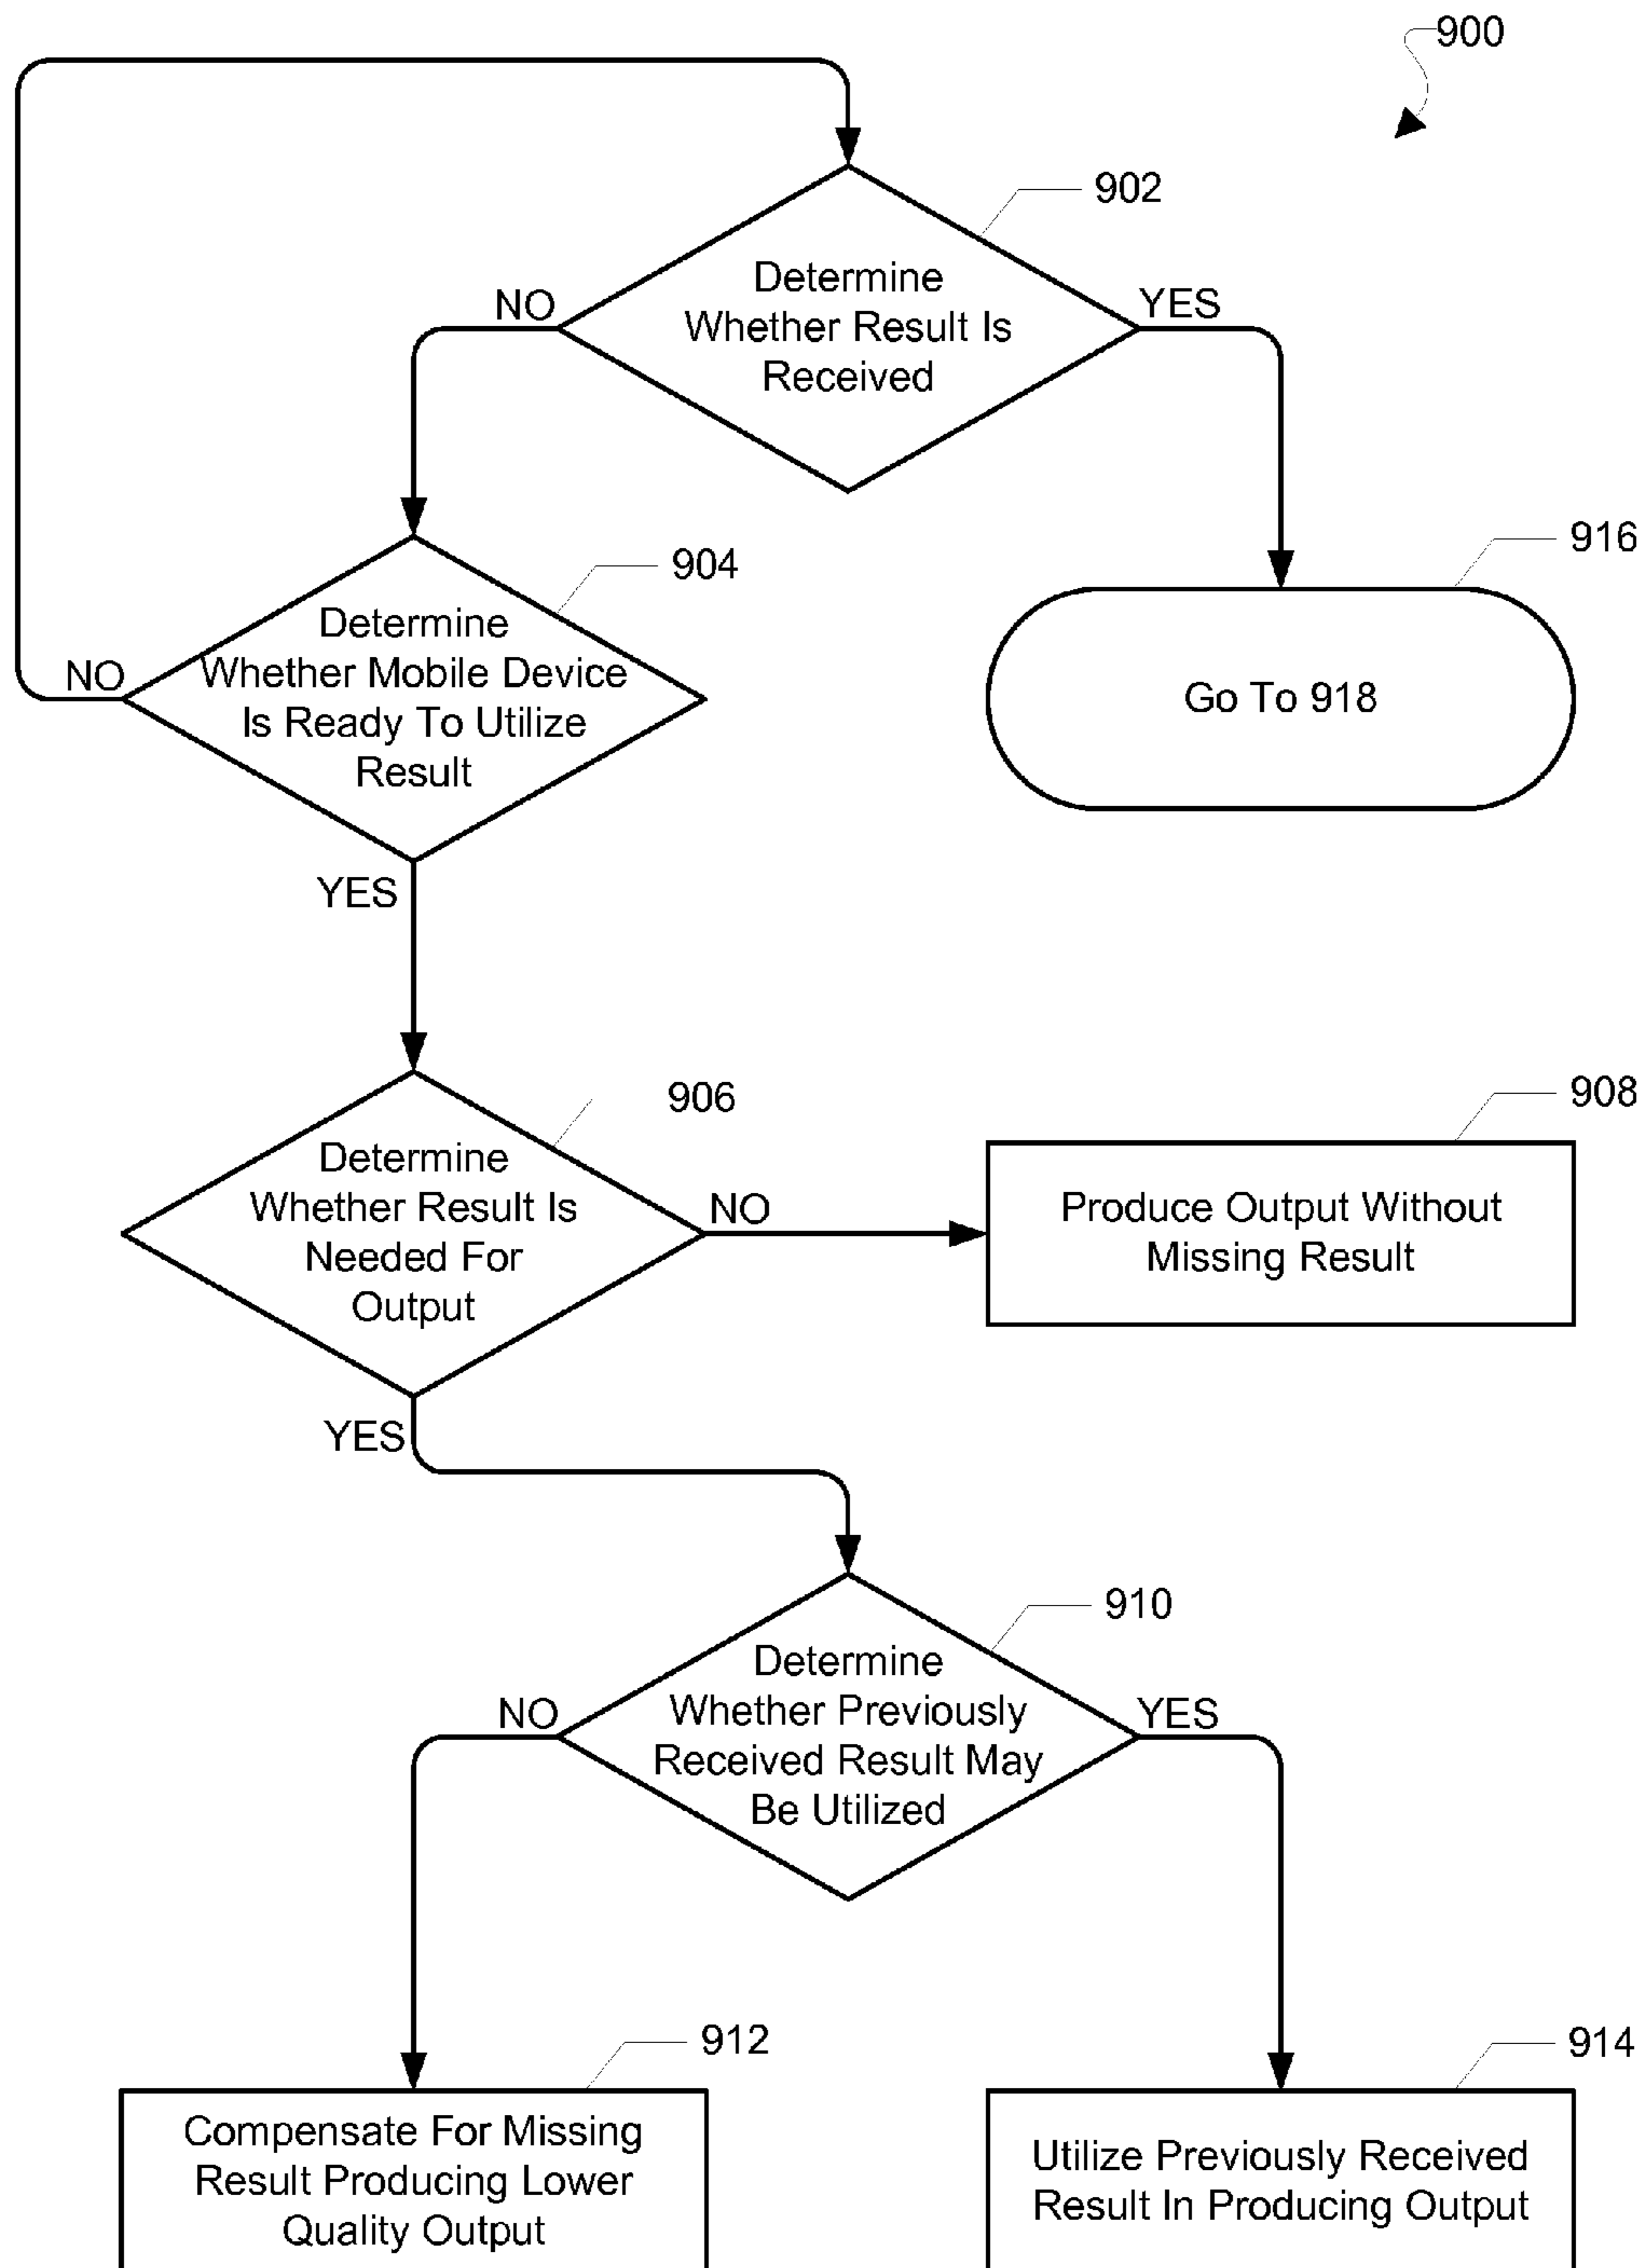 900
902
Determine
Whether Result Is
Received
NO
YES
904
Determine
Whether Mobile Device
Is Ready To Utilize
Result
NO
YES
916
Go To 918
906
Determine
Whether Result Is
Needed For
Output
NO
YES
908
Produce Output Without
Missing Result
910
Determine
Whether Previously
Received Result May
Be Utilized
NO
YES
912
Compensate For Missing
Result Producing Lower
Quality Output
914
Utilize Previously Received
Result In Producing Output